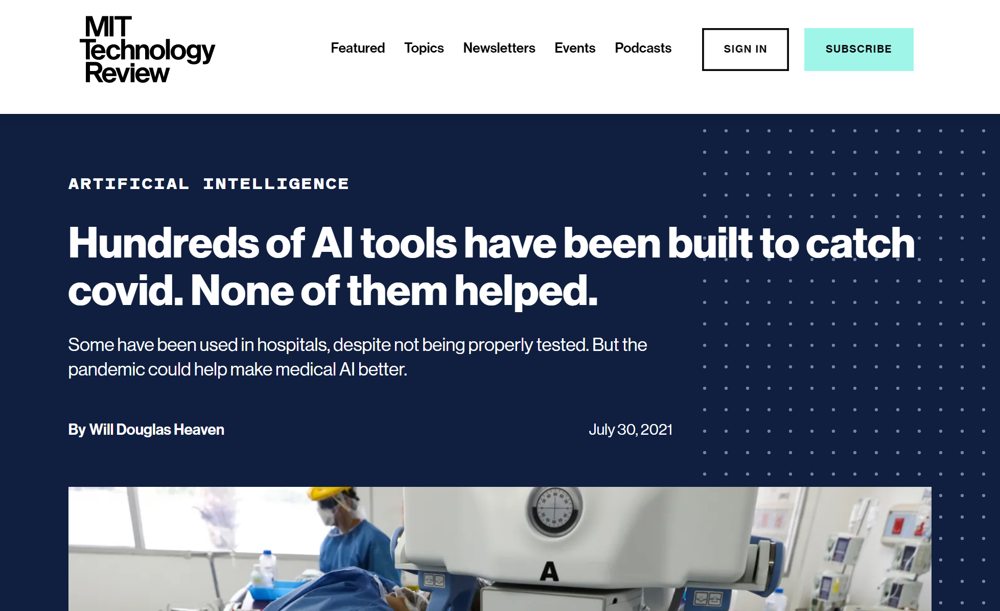 MIT
Technology
Review
Featured Topics Newsletters Events Podcasts SIGN IN SUBSCRIBE
ARTIFICIAL INTELLIGENCE
Hundreds of AI tools have been built to catch
covid. None of them helped.
Some have been used in hospitals, despite not being properly tested. But the
pandemic could help make medical AI better.
By Will Douglas Heaven July 30, 2021
A